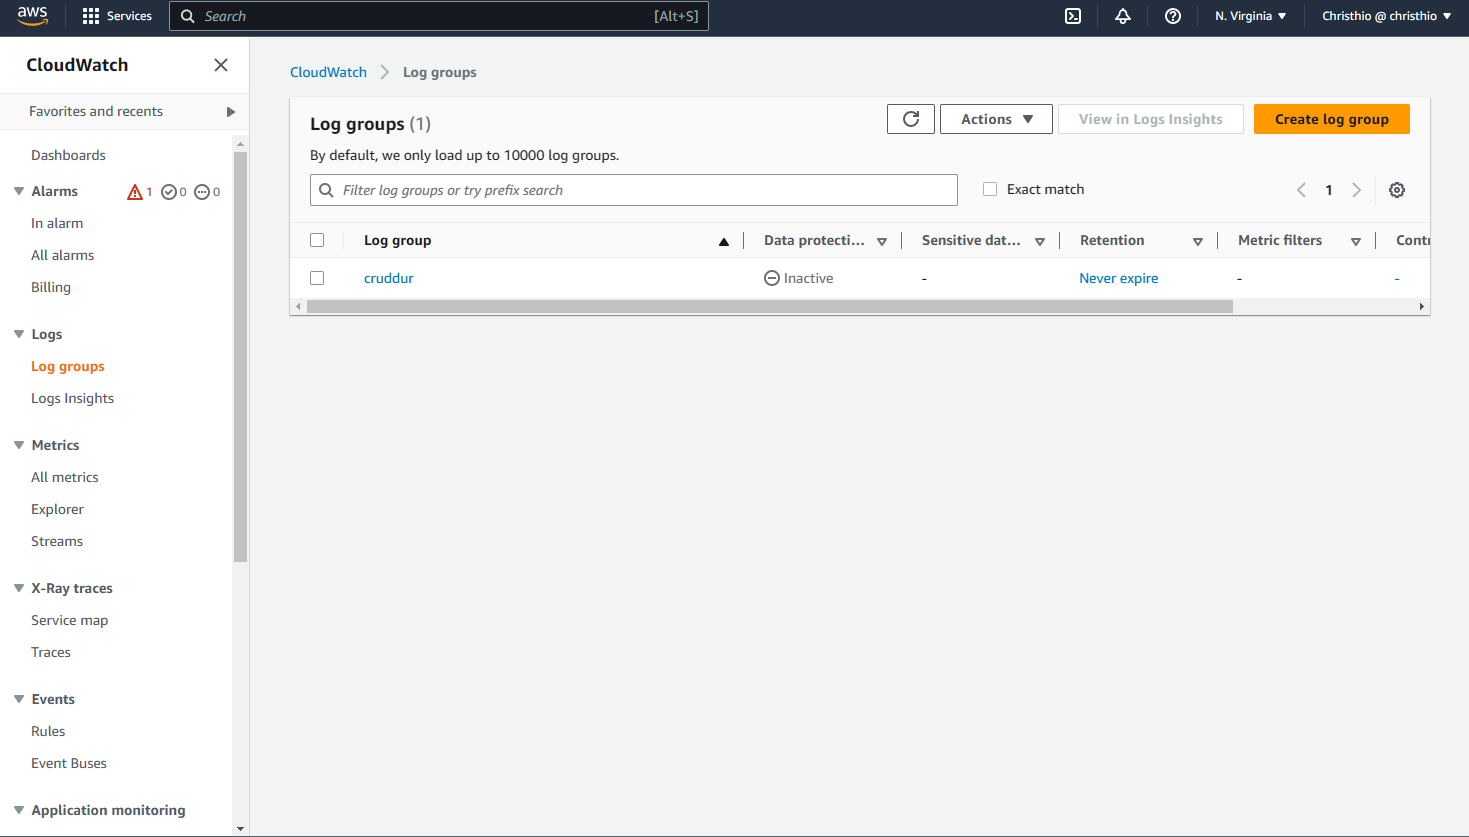 aws
Services
Search [Alt+S]
N. Virginia
Christhio @ christhio
CloudWatch
Favorites and recents
Dashboards
Alarms 1 0 0
In alarm
All alarms
Billing
Logs
Log groups
Logs Insights
Metrics
All metrics
Explorer
Streams
X-Ray traces
Service map
Traces
Events
Rules
Event Buses
Application monitoring
CloudWatch Log groups
Log groups (1)
Actions
View in Logs Insights
Create log group
By default, we only load up to 10000 log groups.
Filter log groups or try prefix search
Exact match
1
Log group Data protecti... Sensitive dat... Retention Metric filters Contr
cruddur Inactive - Never expire - -